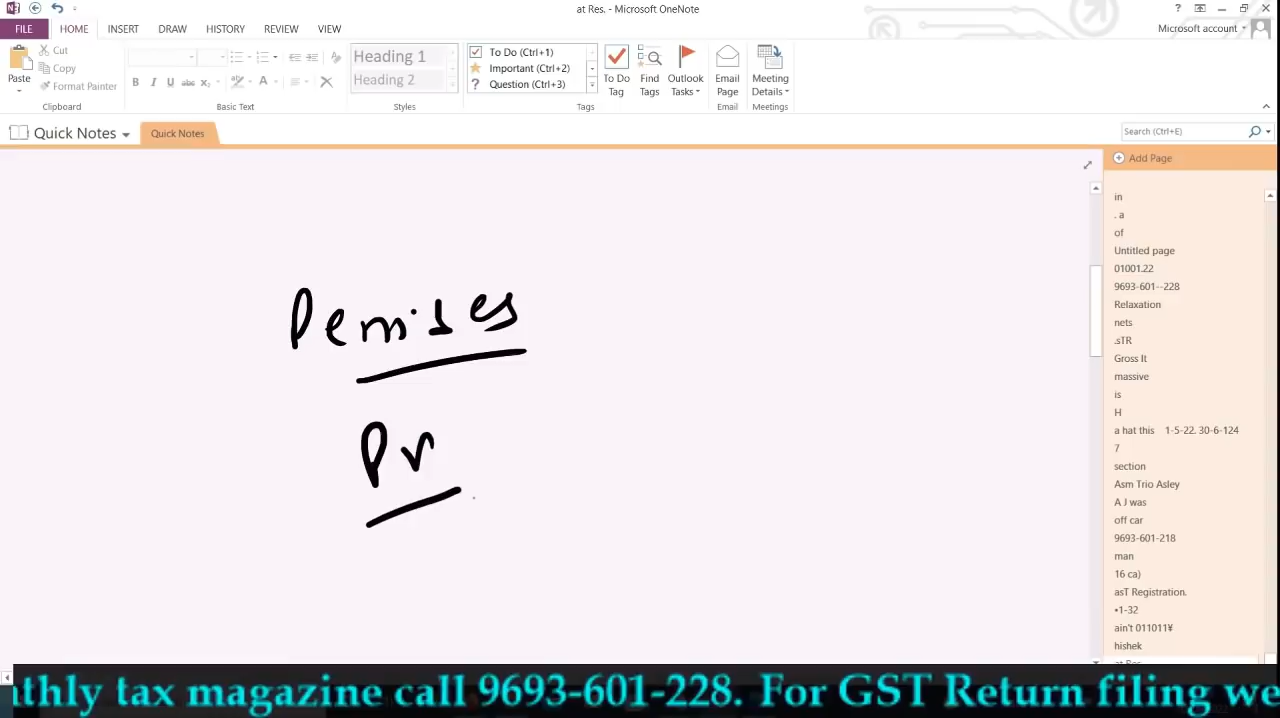 at Res. - Microsoft OneNote
FILE HOME INSERT DRAW HISTORY REVIEW VIEW Microsoft account
Paste Cut Copy Format Painter
Clipboard
B I U abc X₂ A
Basic Text
Heading 1
Heading 2
Styles
To Do (Ctrl+1)
Important (Ctrl+2)
Question (Ctrl+3)
To Do Tag
Find Tags
Tags
Outlook Tasks
Email Page
Email
Meeting Details
Meetings
Quick Notes Quick Notes
Search (Ctrl+E)
Add Page
in
. a
of
Untitled page
01001.22
9693-601--228
Relaxation
nets
.sTR
Gross It
massive
is
H
a hat this 1-5-22. 30-6-124
7
section
Asm Trio Asley
A J was
off car
9693-601-218
man
16 ca)
asT Registration.
•1-32
ain't 011011¥
hishek
at Res.
Pemises
Pr
thly tax magazine call 9693-601-228. For GST Return filing we